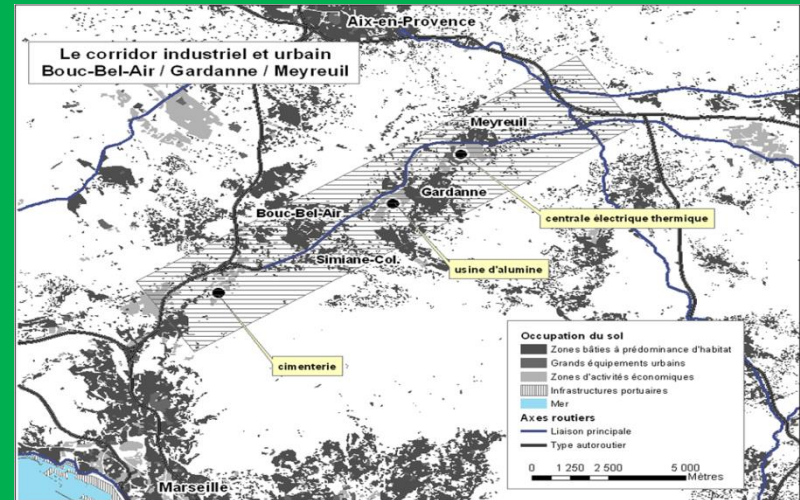 Aix-en-Provence
Le corridor industriel et urbain
Bouc-Bel-Air / Gardanne / Meyreuil
Meyreuil
Gardanne
centrale électrique thermique
Bouc-Bel-Air
Simiane-Col.
usine d'alumine
cimenterie
Occupation du sol
Zones bâties à prédominance d'habitat
Grands équipements urbains
Zones d'activités économiques
Infrastructures portuaires
Mer
Axes routiers
Liaison principale
Type autoroutier
0 1 250 2 500 5 000
Mètres
Marseille